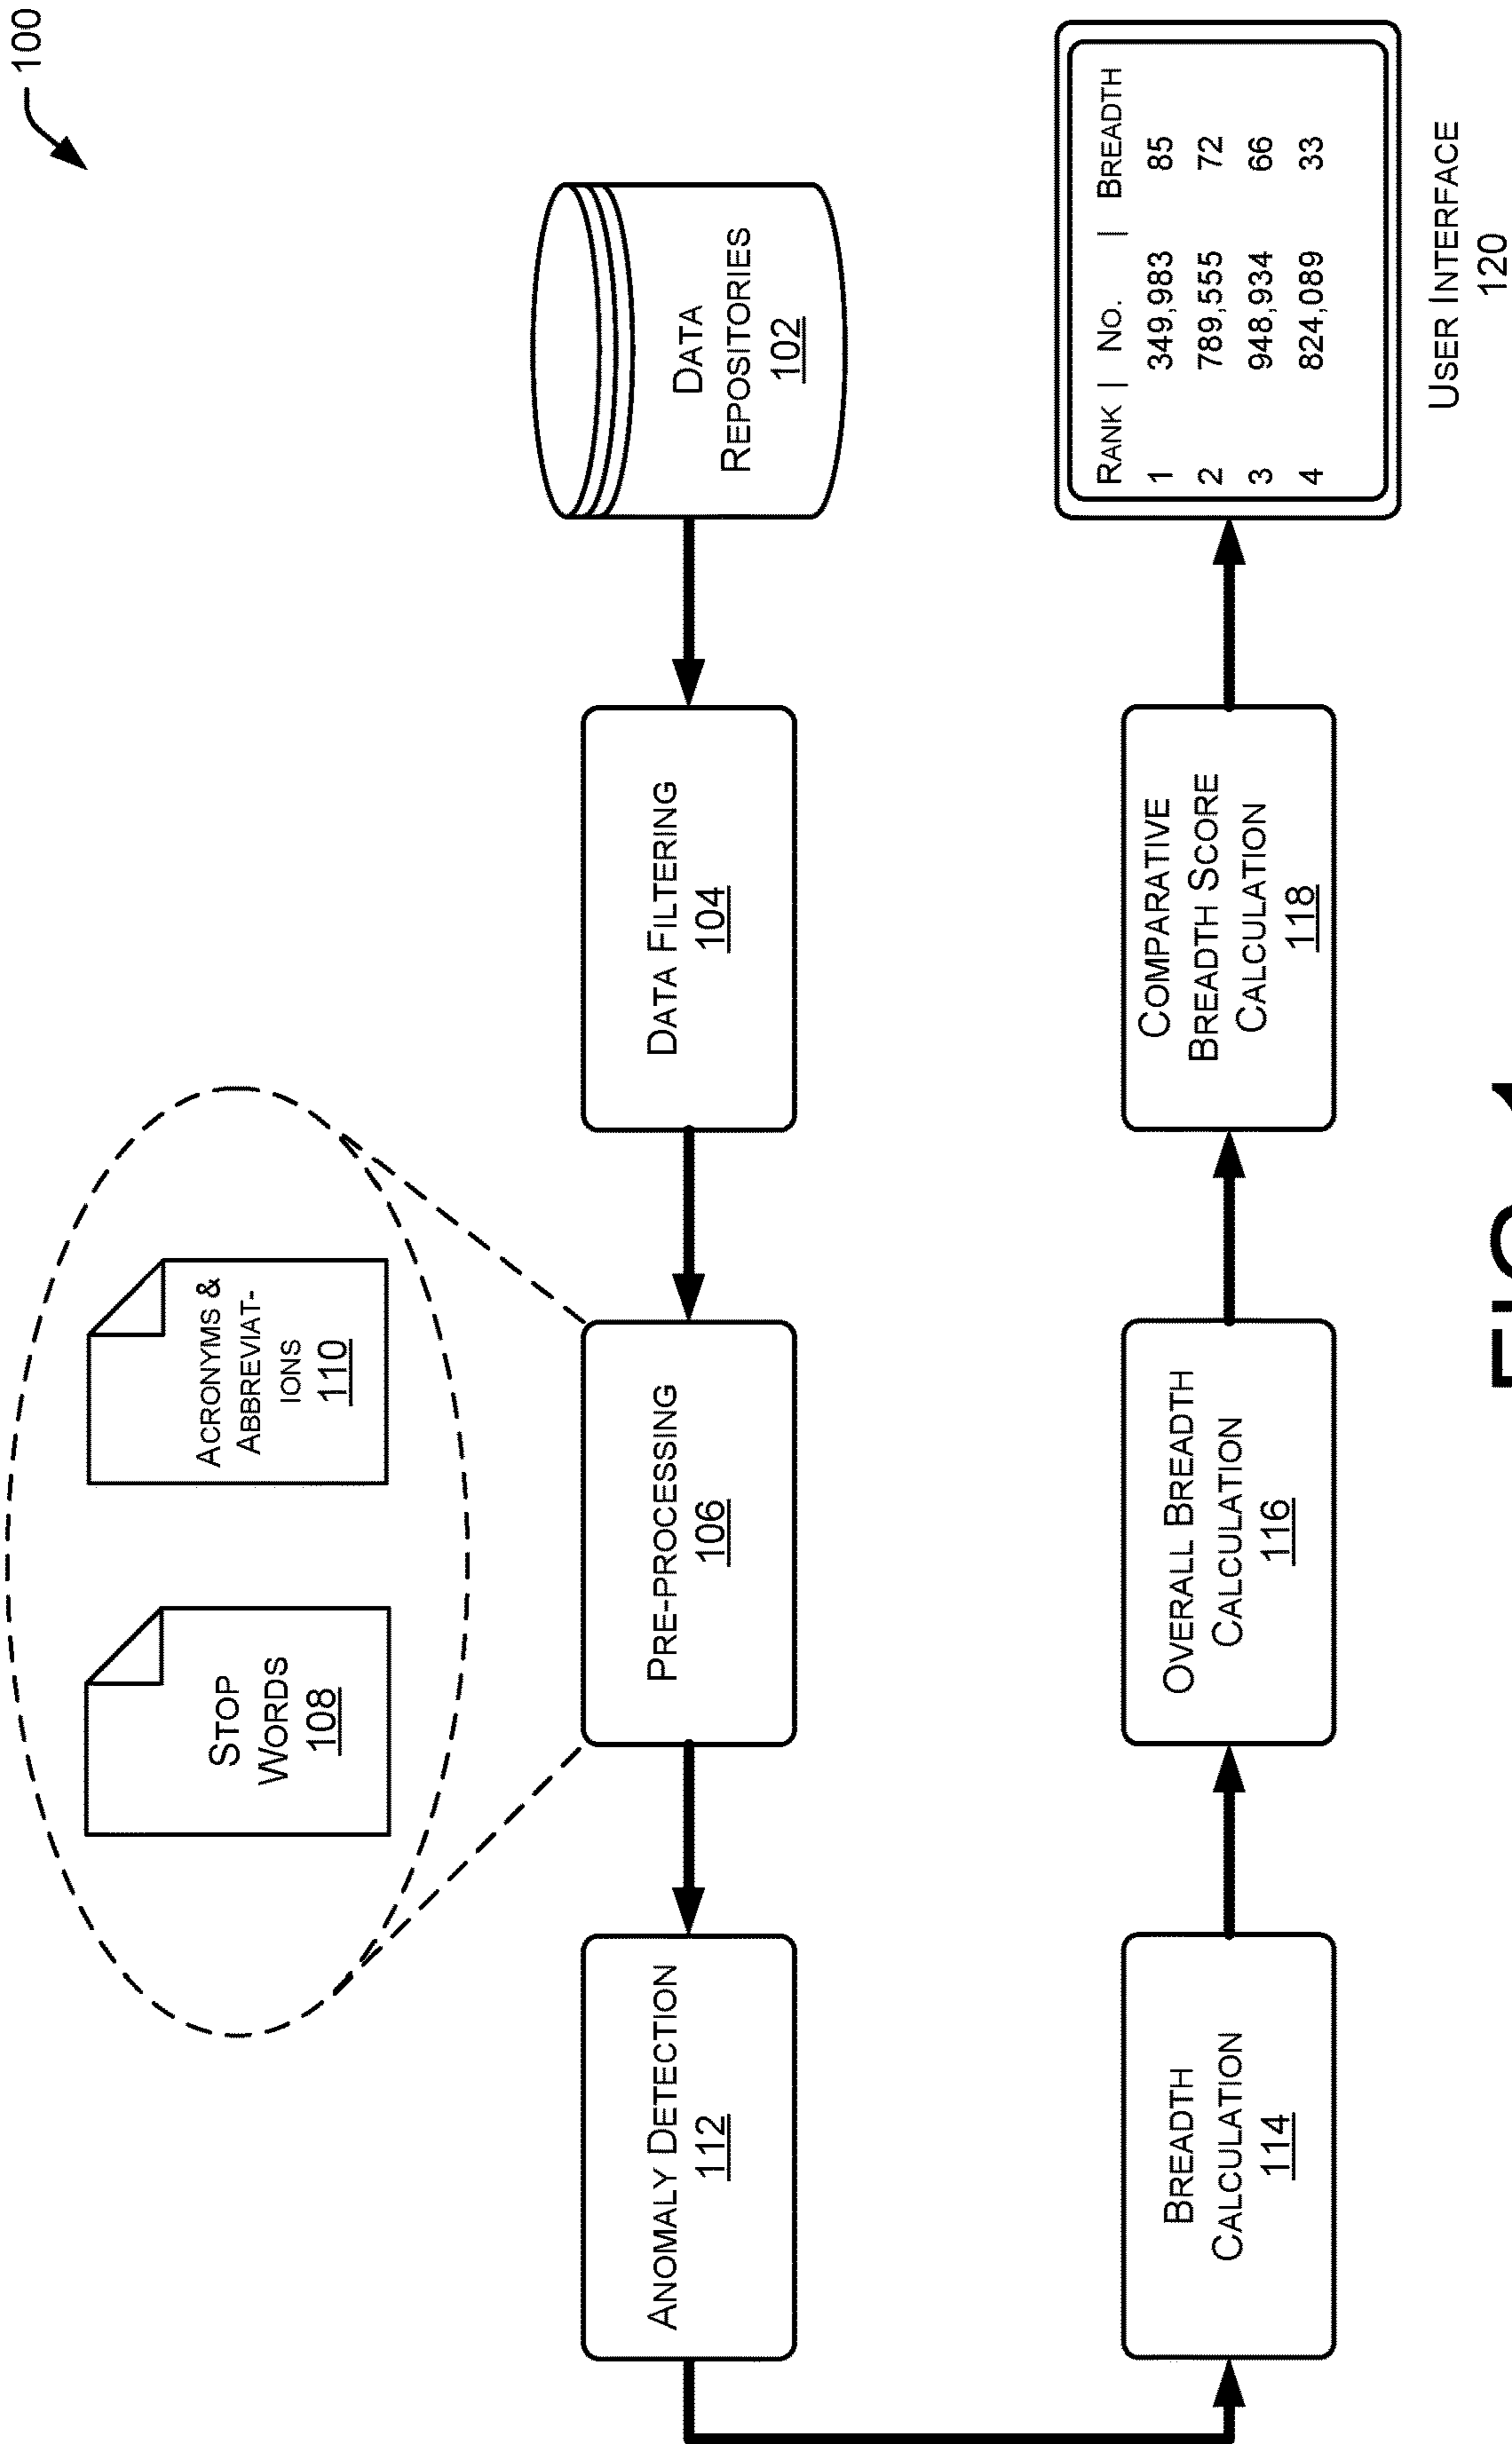 100
STOP
WORDS
108
ACRONYMS &
ABBREVIAT-
IONS
110
DATA
REPOSITORIES
102
DATA FILTERING
104
PRE-PROCESSING
106
ANOMALY DETECTION
112
BREADTH
CALCULATION
114
OVERALL BREADTH
CALCULATION
116
COMPARATIVE
BREADTH SCORE
CALCULATION
118
RANK | NO. | BREADTH
1 349,983 85
2 789,555 72
3 948,934 66
4 824,089 33
USER INTERFACE
120